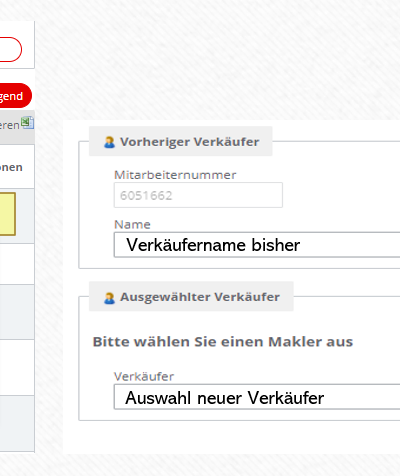 gend
eren
onen
Vorheriger Verkäufer
Mitarbeiternummer
6051662
Name
Verkäufername bisher
Ausgewählter Verkäufer
Bitte wählen Sie einen Makler aus
Verkäufer
Auswahl neuer Verkäufer